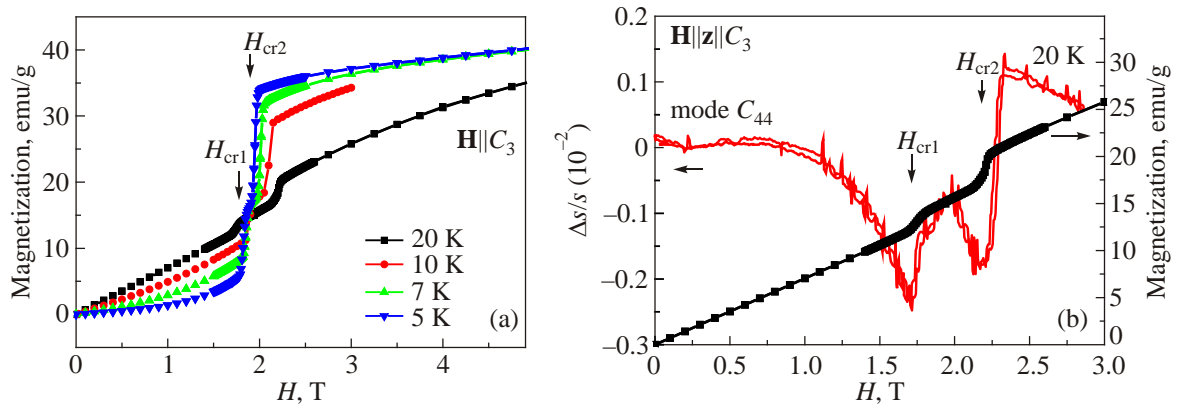 40
30
20
10
0
0
1
2
3
4
Magnetization, emu/g
H, T
H_cr2
H_cr1
H||C_3
20 K
10 K
7 K
5 K
(a)
0.2
0.1
0
−0.1
−0.2
−0.3
Δs/s (10^−2)
0
0.5
1.0
1.5
2.0
2.5
3.0
H, T
H||z||C_3
mode C_44
H_cr1
H_cr2
20 K
(b)
30
25
20
15
10
5
0
Magnetization, emu/g